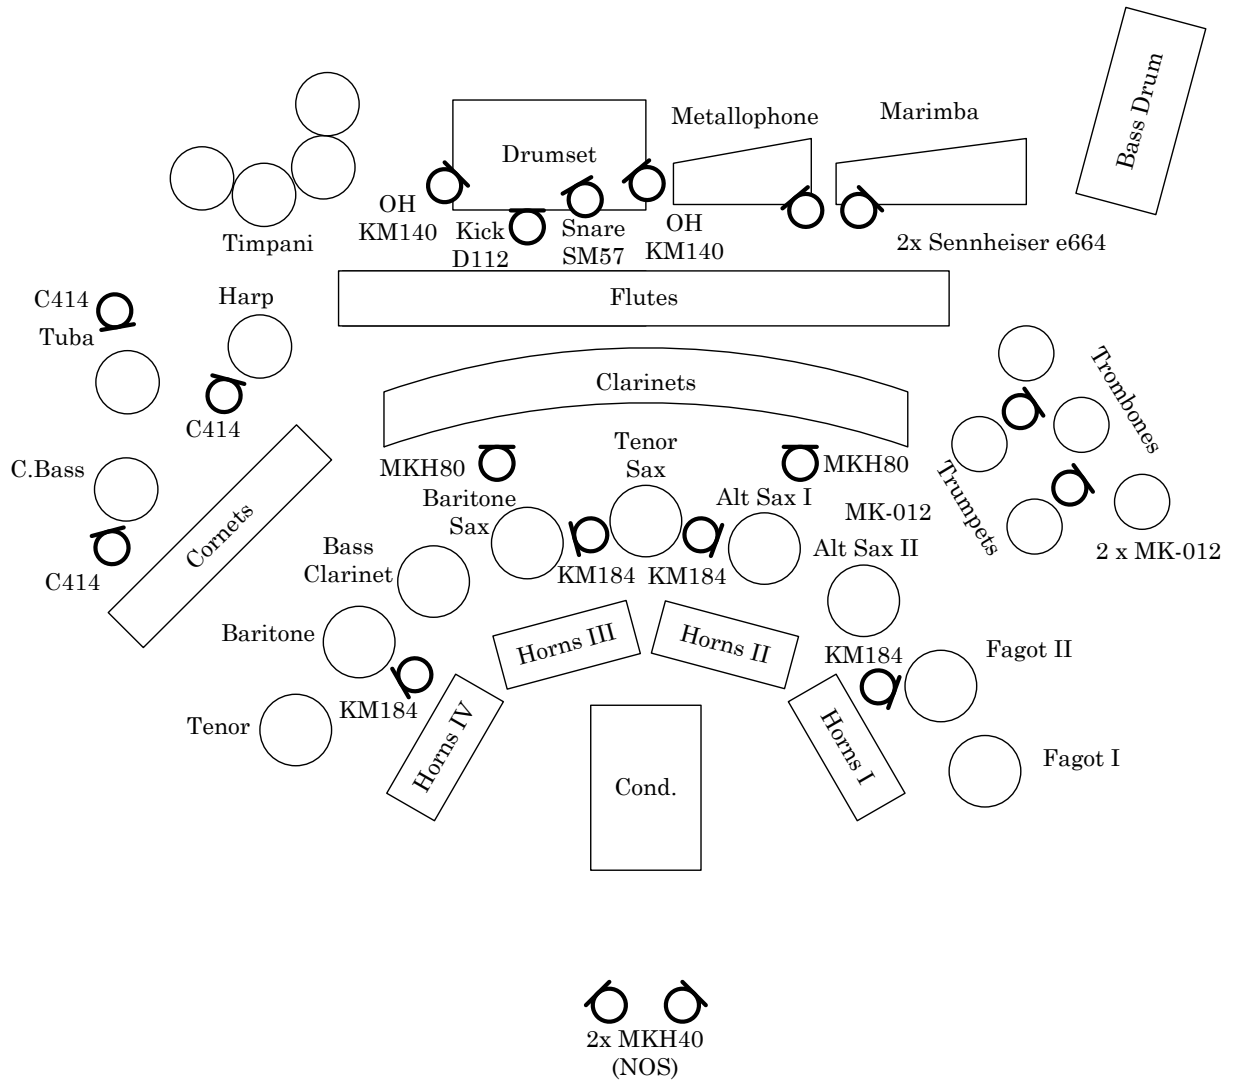 Bass Drum
Metallophone
Marimba
Drumset
OH
KM140
Kick
D112
Snare
SM57
OH
KM140
2x Sennheiser e664
Timpani
Flutes
C414
Tuba
Harp
C414
Clarinets
Trombones
Trumpets
2 x MK-012
MK-012
C.Bass
C414
Cornets
MKH80
Tenor
Sax
MKH80
Baritone
Sax
Alt Sax I
Alt Sax II
Bass
Clarinet
KM184
KM184
Baritone
KM184
Tenor
Horns III
Horns II
KM184
Fagot II
Fagot I
Horns IV
Horns I
Cond.
2x MKH40
(NOS)